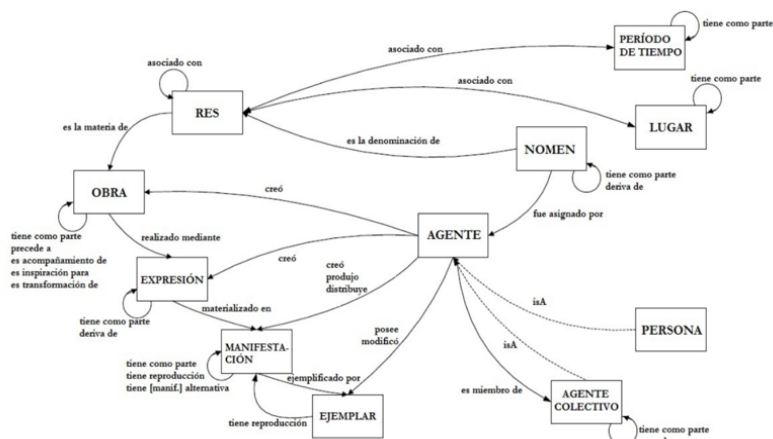 tiene como parte
PERÍODO
DE TIEMPO
asociado con
asociado con
tiene como parte
asociado con
RES
LUGAR
es la materia de
es la denominación de
NOMEN
tiene como parte
deriva de
OBRA
creó
fue asignado por
tiene como parte
precede a
es acompañamiento de
es inspiración para
es transformación de
realizado mediante
AGENTE
creó
creó
produjo
distribuye
EXPRESIÓN
isA
tiene como parte
deriva de
materializado en
posee
modificó
PERSONA
isA
MANIFESTA-
CIÓN
tiene como parte
tiene reproducción
tiene [manif.] alternativa
ejemplificado por
es miembro de
AGENTE
COLECTIVO
tiene reproducción
EJEMPLAR
tiene como parte